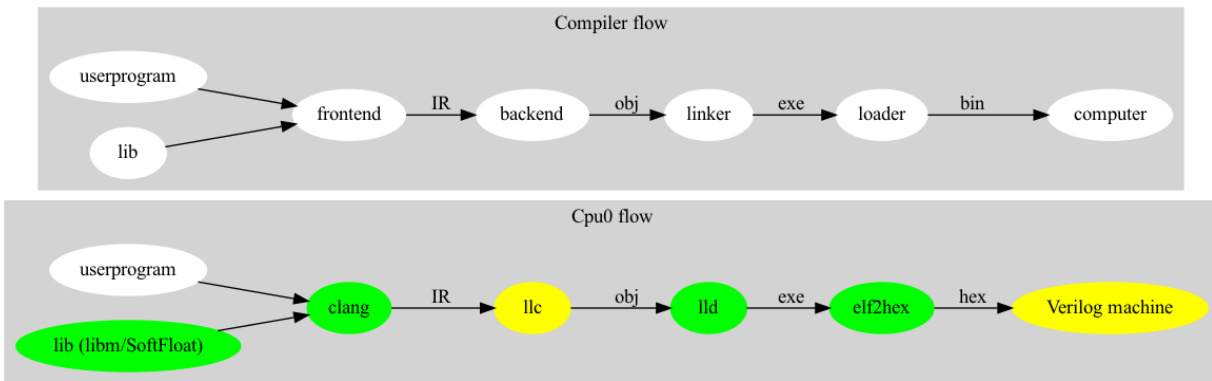 Compiler flow
userprogram
lib
frontend
IR
backend
obj
linker
exe
loader
bin
computer
Cpu0 flow
userprogram
lib (libm/SoftFloat)
clang
IR
llc
obj
lld
exe
elf2hex
hex
Verilog machine